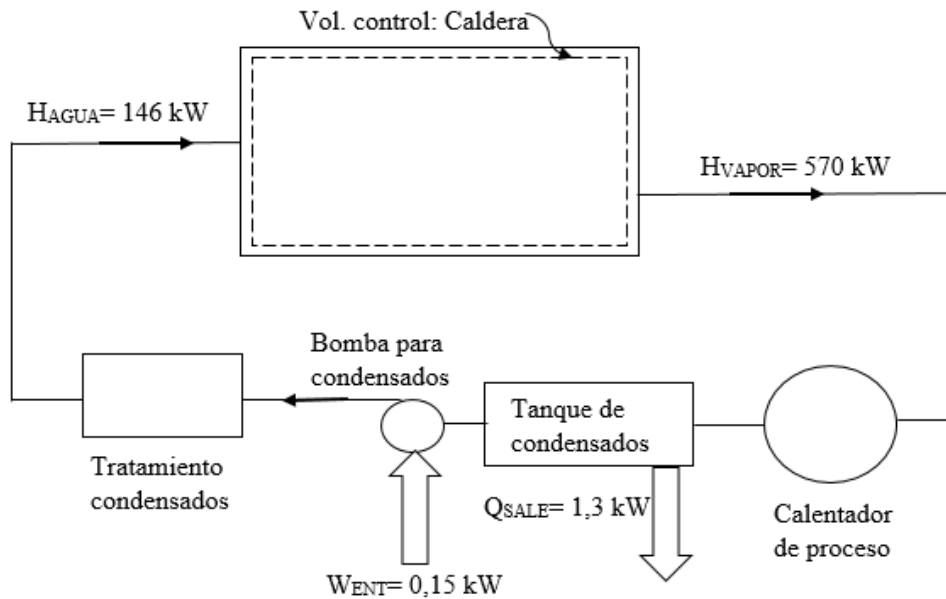 Vol. control: Caldera
HAGUA= 146 kW
HVAPOR= 570 kW
Bomba para
condensados
Tanque de
condensados
Tratamiento
condensados
QSALE= 1,3 kW
Calentador
de proceso
WENT= 0,15 kW